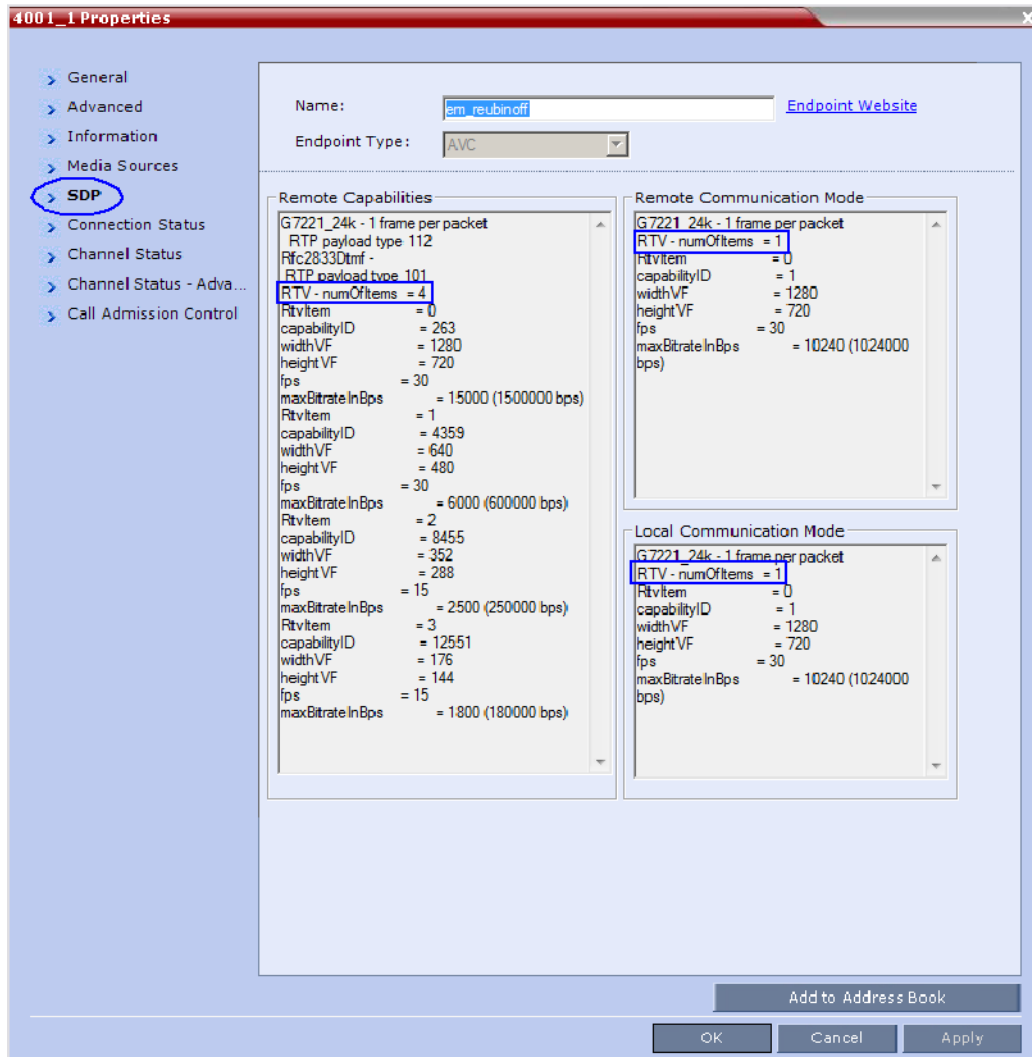 4001_1 Properties
x
General
Advanced
Information
Media Sources
SDP
Connection Status
Channel Status
Channel Status - Adva...
Call Admission Control
Name: em_reubinoff Endpoint Website
Endpoint Type: AVC
Remote Capabilities
G7221_24k - 1 frame per packet
RTP payload type 112
Rfc2833Dtmf -
RTP payload type 101
RTV - numOfItems = 4
RtvItem = 0
capabilityID = 263
widthVF = 1280
heightVF = 720
fps = 30
maxBitrateInBps = 15000 (1500000 bps)
RtvItem = 1
capabilityID = 4359
widthVF = 640
heightVF = 480
fps = 30
maxBitrateInBps = 6000 (600000 bps)
RtvItem = 2
capabilityID = 8455
widthVF = 352
heightVF = 288
fps = 15
maxBitrateInBps = 2500 (250000 bps)
RtvItem = 3
capabilityID = 12551
widthVF = 176
heightVF = 144
fps = 15
maxBitrateInBps = 1800 (180000 bps)
Remote Communication Mode
G7221_24k - 1 frame per packet
RTV - numOfItems = 1
RtvItem = 0
capabilityID = 1
widthVF = 1280
heightVF = 720
fps = 30
maxBitrateInBps = 10240 (1024000
bps)
Local Communication Mode
G7221_24k - 1 frame per packet
RTV - numOfItems = 1
RtvItem = 0
capabilityID = 1
widthVF = 1280
heightVF = 720
fps = 30
maxBitrateInBps = 10240 (1024000
bps)
Add to Address Book
OK Cancel Apply